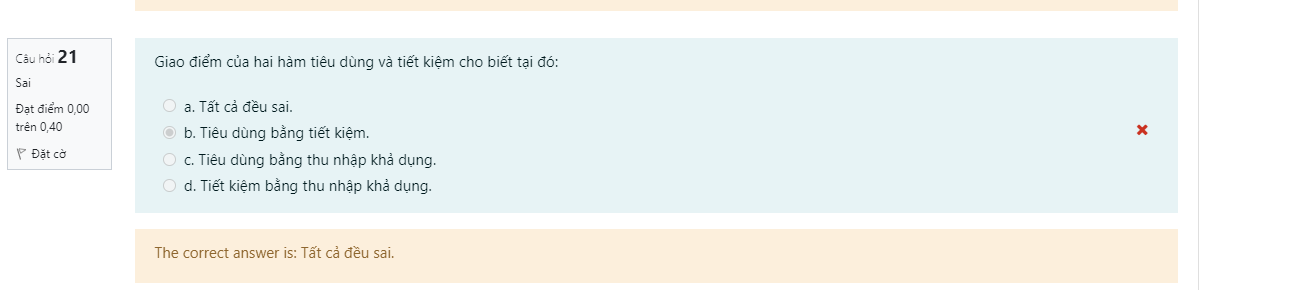 Câu hỏi 21
Sai
Đạt điểm 0,00
trên 0,40
Đặt cờ
Giao điểm của hai hàm tiêu dùng và tiết kiệm cho biết tại đó:
a. Tất cả đều sai.
b. Tiêu dùng bằng tiết kiệm.
c. Tiêu dùng bằng thu nhập khả dụng.
d. Tiết kiệm bằng thu nhập khả dụng.
The correct answer is: Tất cả đều sai.